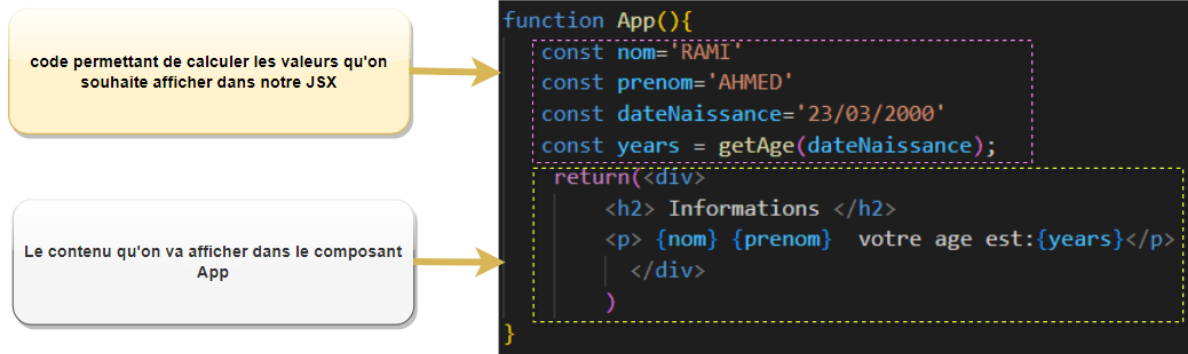 code permettant de calculer les valeurs qu'on
souhaite afficher dans notre JSX
Le contenu qu'on va afficher dans le composant
App
function App(){
const nom='RAMI'
const prenom='AHMED'
const dateNaissance='23/03/2000'
const years = getAge(dateNaissance);
return(<div>
<h2> Informations </h2>
<p> {nom} {prenom}  votre age est:{years}</p>
</div>
)
}